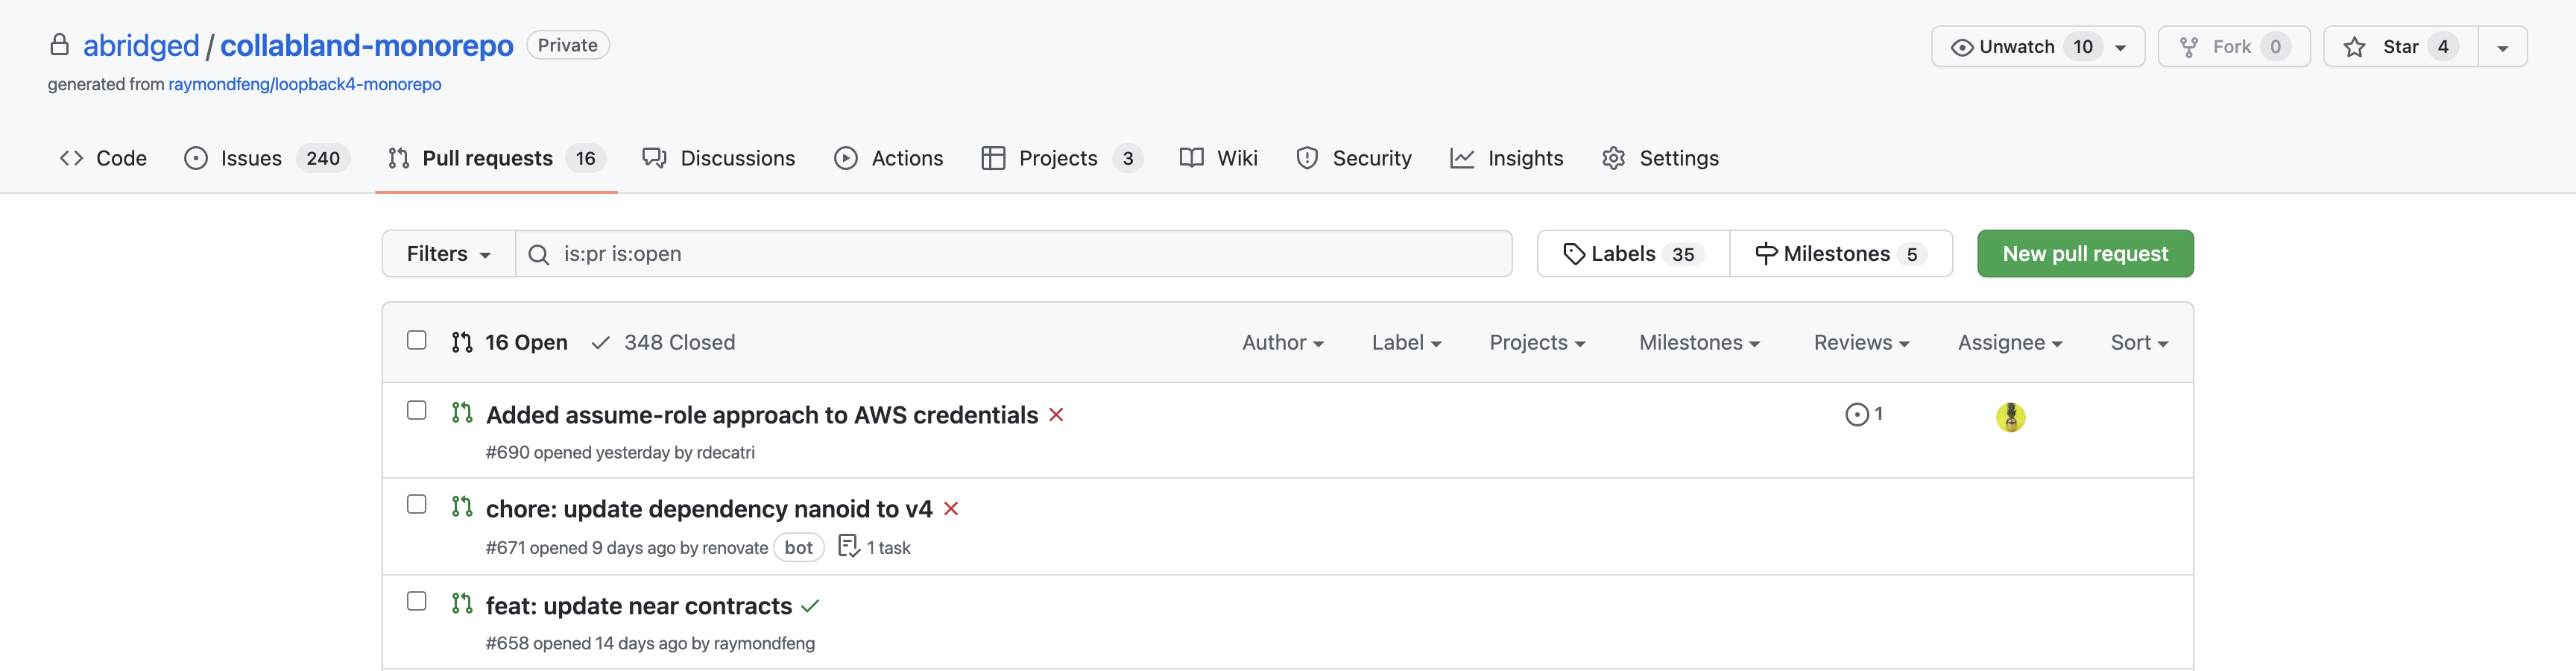 abridged / collabland-monorepo Private Unwatch 10 Fork 0 Star 4
generated from raymondfeng/loopback4-monorepo
Code Issues 240 Pull requests 16 Discussions Actions Projects 3 Wiki Security Insights Settings
Filters is:pr is:open Labels 35 Milestones 5 New pull request
16 Open 348 Closed Author Label Projects Milestones Reviews Assignee Sort
Added assume-role approach to AWS credentials 1
#690 opened yesterday by rdecatri
chore: update dependency nanoid to v4
#671 opened 9 days ago by renovate bot 1 task
feat: update near contracts
#658 opened 14 days ago by raymondfeng